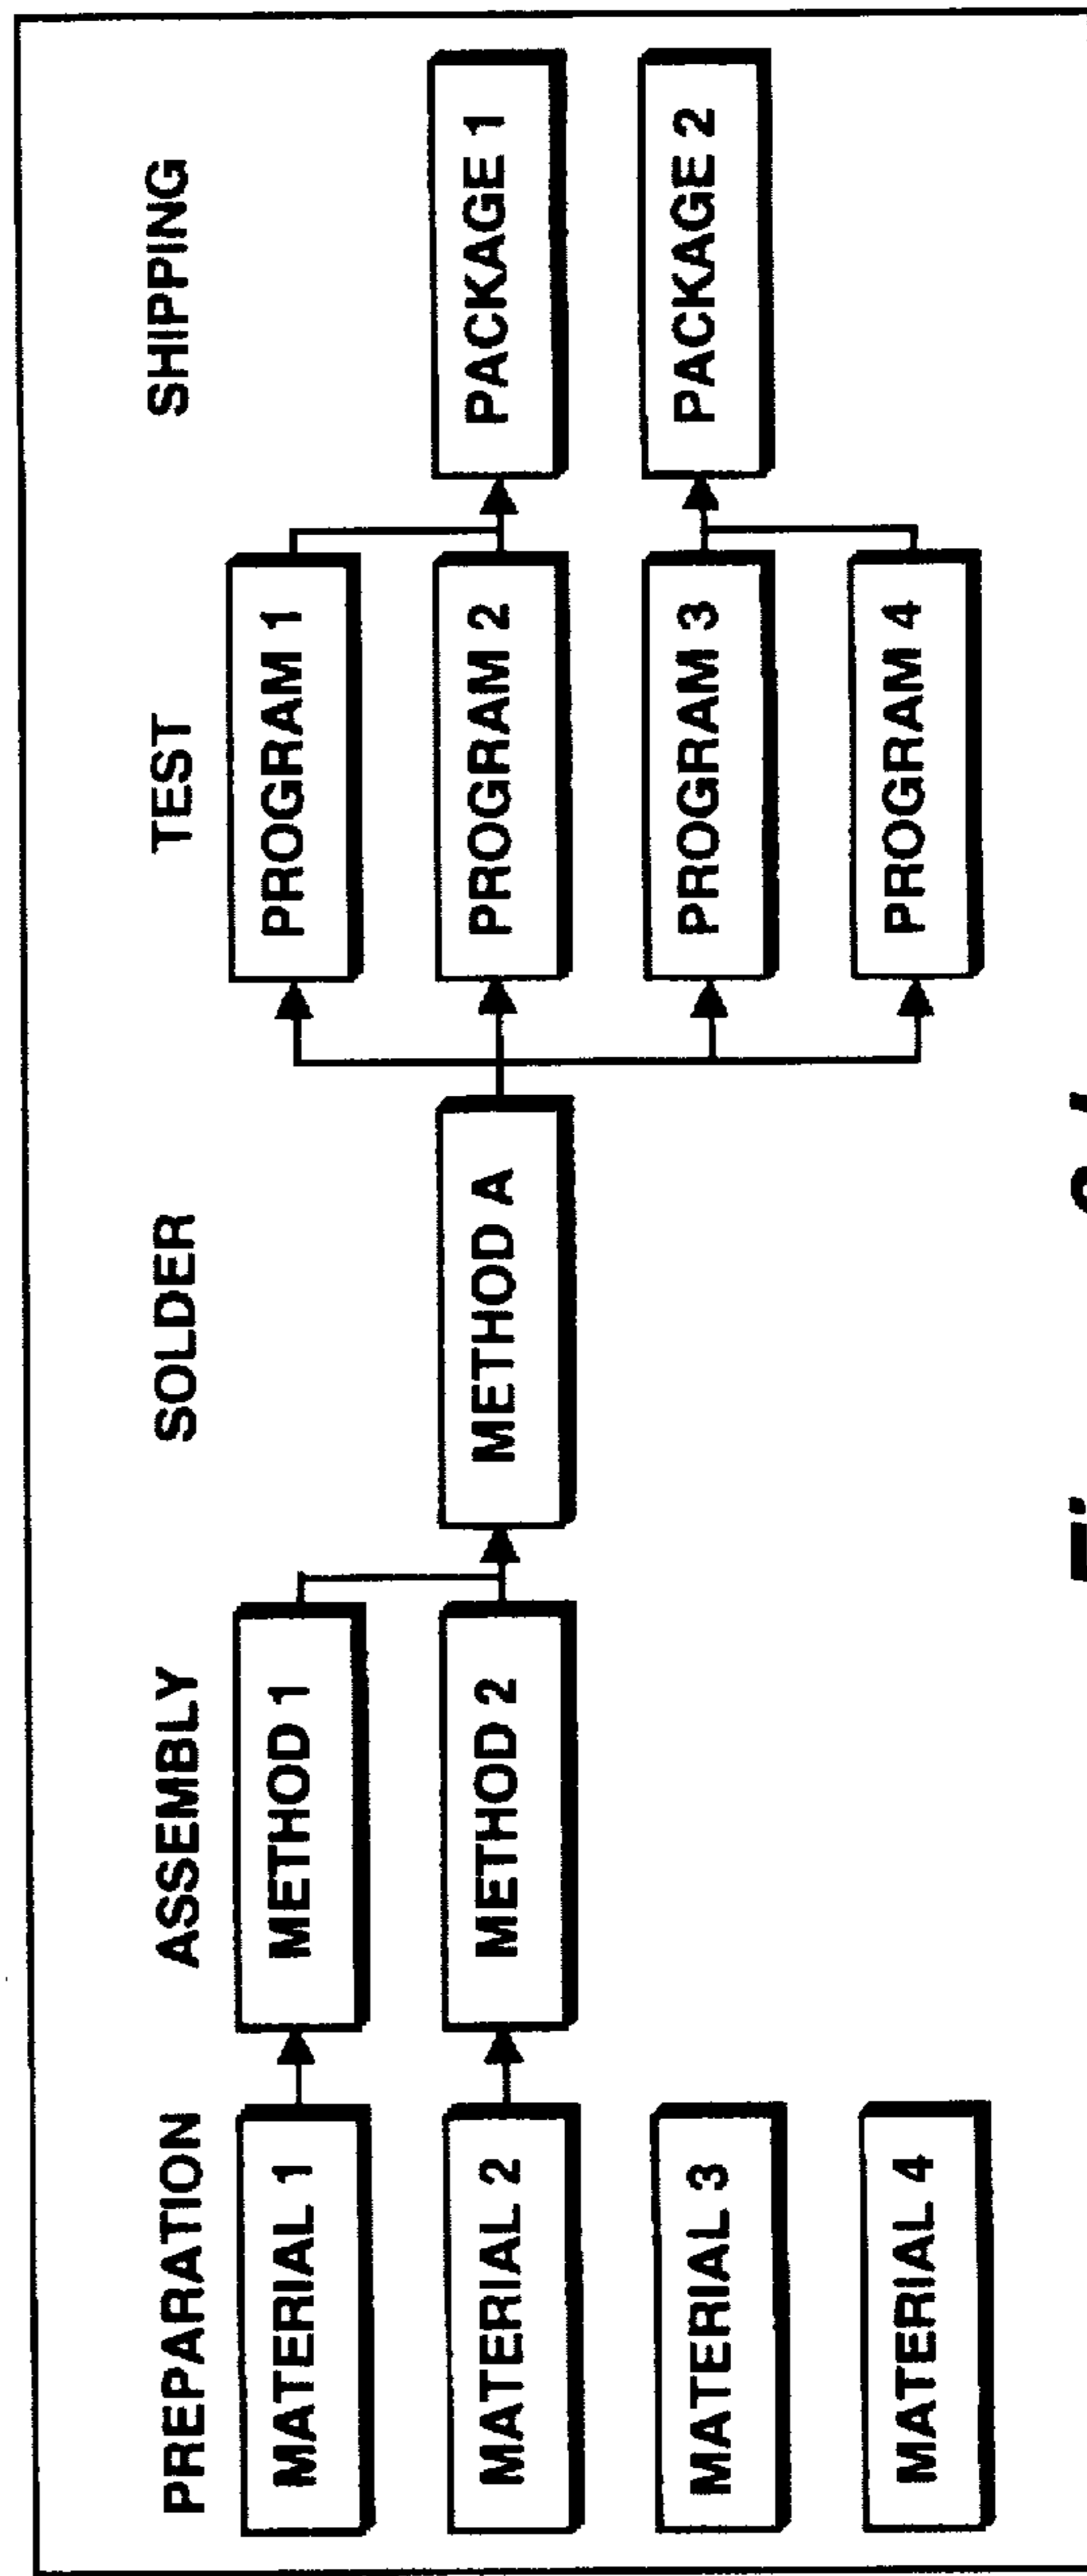 PREPARATION
ASSEMBLY
SOLDER
TEST
SHIPPING
MATERIAL 1
METHOD 1
PROGRAM 1
MATERIAL 2
METHOD 2
METHOD A
PROGRAM 2
PACKAGE 1
MATERIAL 3
PROGRAM 3
PACKAGE 2
MATERIAL 4
PROGRAM 4